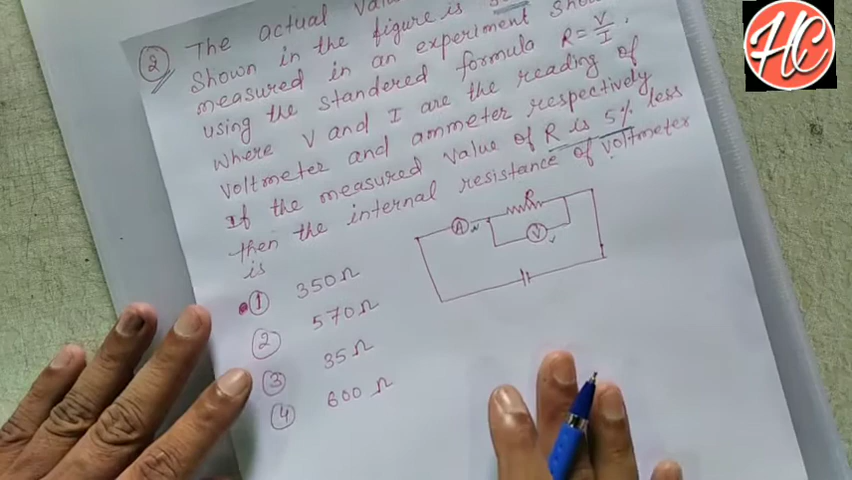 HC
② The actual
Shown in the figure is
measured in an experiment
using the standered formula R = V/I,
where V and I are the reading of
voltmeter and ammeter respectively
If the measured value of R is 5% less
then the internal resistance of voltmeter
is
① 350Ω
② 570Ω
③ 35Ω
④ 600Ω
R
A
V